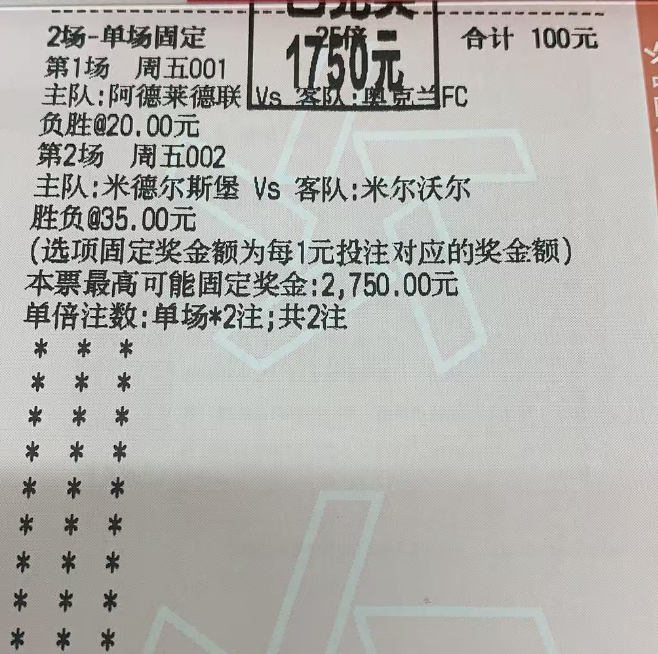 已兑奖
1750元
2场-单场固定 25倍 合计 100元
第1场 周五001
主队:阿德莱德联 Vs 客队:奥克兰FC
负胜@20.00元
第2场 周五002
主队:米德尔斯堡 Vs 客队:米尔沃尔
胜负@35.00元
(选项固定奖金额为每1元投注对应的奖金额)
本票最高可能固定奖金:2,750.00元
单倍注数:单场*2注;共2注
* * *
* * *
* * *
* * *
* * *
* * *
* * *
* * *
* * *